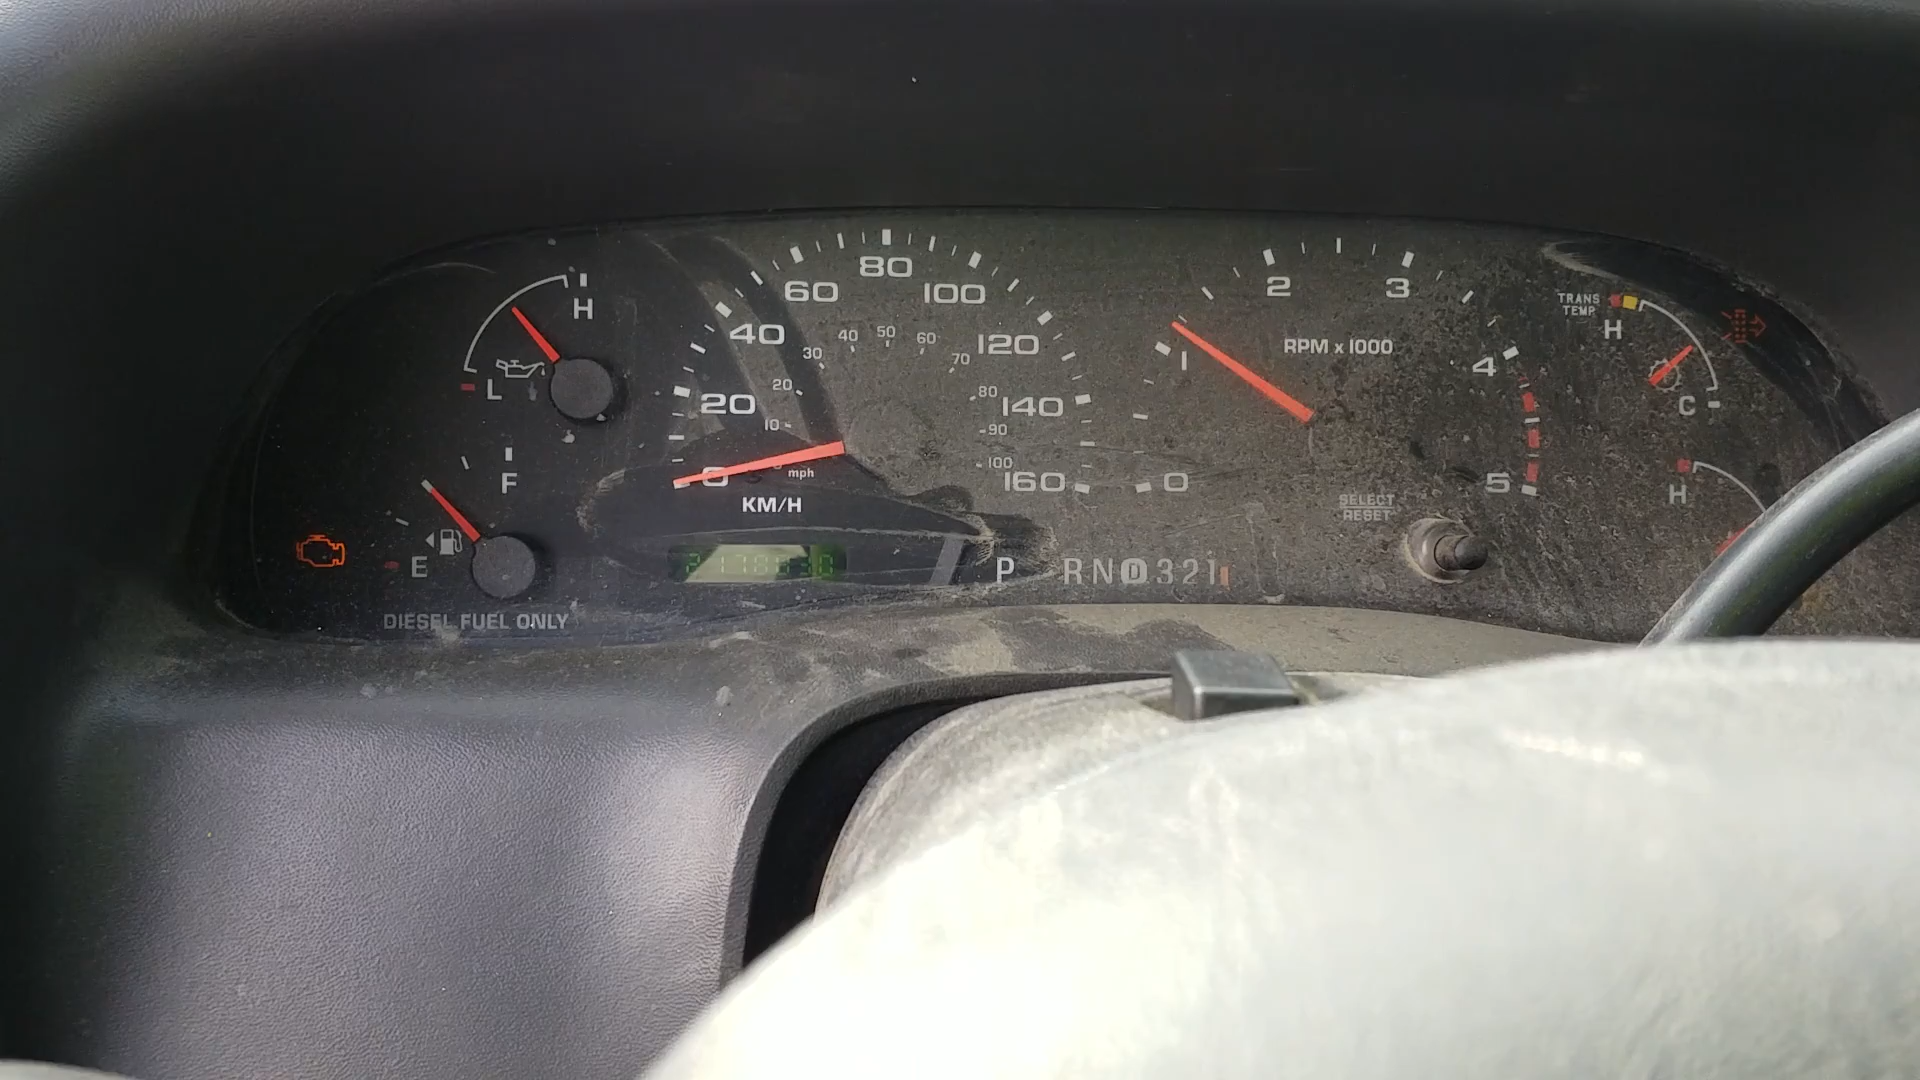 H
L
F
E
DIESEL FUEL ONLY
0
20
40
60
80
100
120
140
160
10
20
30
40
50
60
70
80
90
100
mph
KM/H
P RN D 3 2 1
0
1
2
3
4
5
RPM x 1000
SELECT
RESET
TRANS
TEMP
H
C
H